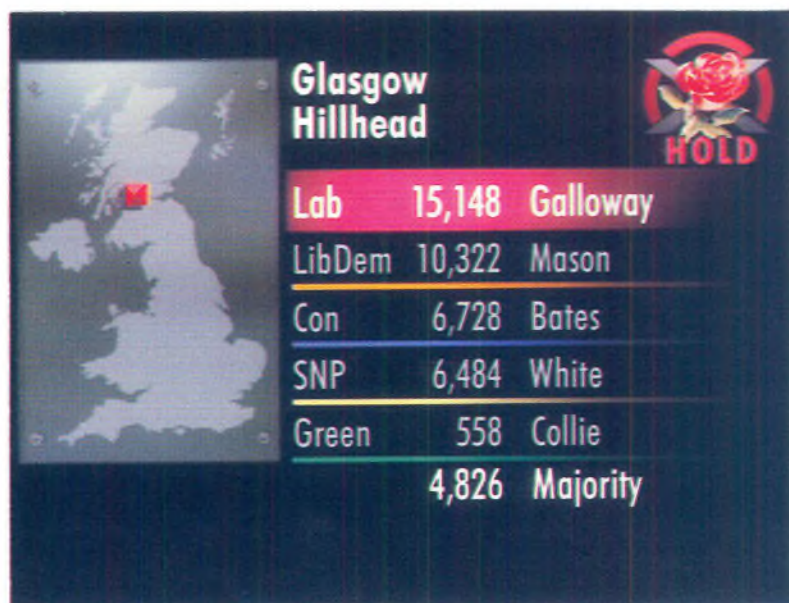 Glasgow
Hillhead
HOLD
Lab 15,148 Galloway
LibDem 10,322 Mason
Con 6,728 Bates
SNP 6,484 White
Green 558 Collie
4,826 Majority